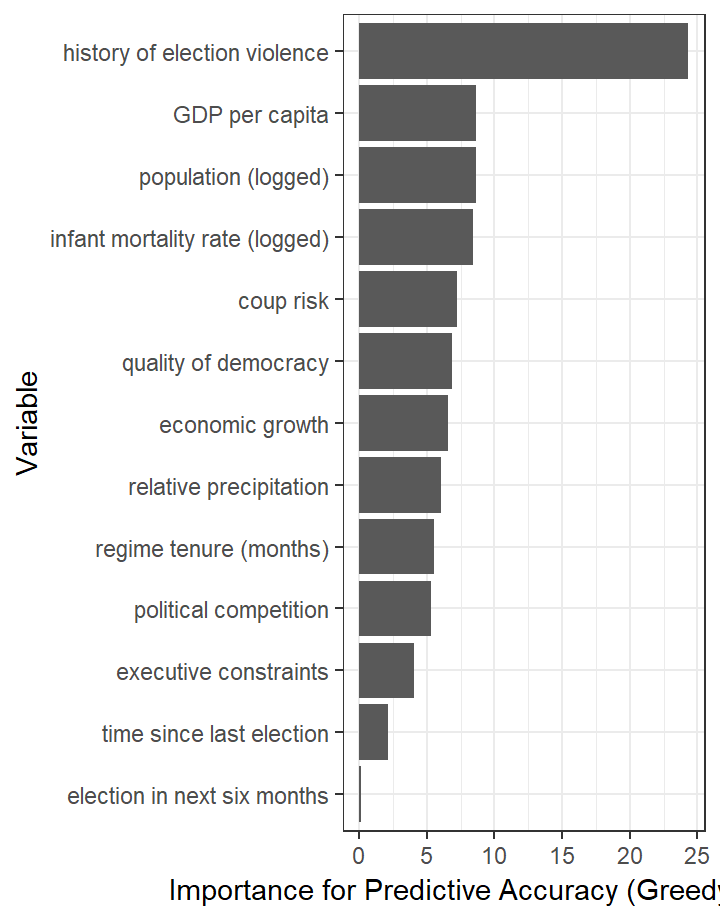 history of election violence
GDP per capita
population (logged)
infant mortality rate (logged)
coup risk
quality of democracy
economic growth
relative precipitation
regime tenure (months)
political competition
executive constraints
time since last election
election in next six months
Variable
0 5 10 15 20 25
Importance for Predictive Accuracy (Greedy